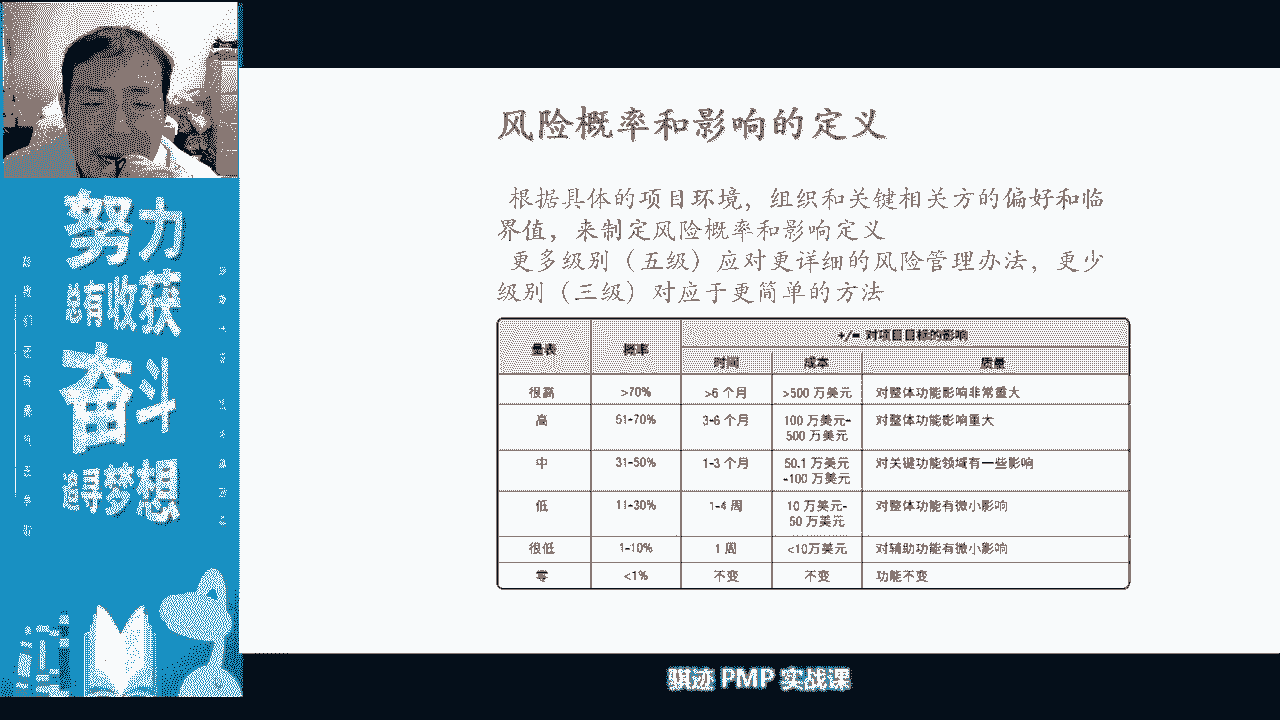 努力
总有收获
奋斗
追寻梦想
风险概率和影响的定义
根据具体的项目环境，组织和关键相关方的偏好和临
界值，来制定风险概率和影响定义
更多级别（五级）应对更详细的风险管理办法，更少
级别（三级）对应于更简单的方法
量表 概率 +/- 对项目目标的影响
时间 成本 质量
很高 >70% >6 个月 >500 万美元 对整体功能影响非常重大
高 51-70% 3-6 个月 100 万美元- 对整体功能影响重大
500 万美元
中 31-50% 1-3 个月 50.1 万美元 对关键功能领域有一些影响
-100 万美元
低 11-30% 1-4 周 10 万美元- 对整体功能有微小影响
50 万美元
很低 1-10% 1 周 <10万美元 对辅助功能有微小影响
零 <1% 不变 不变 功能不变
骐迹 PMP 实战课